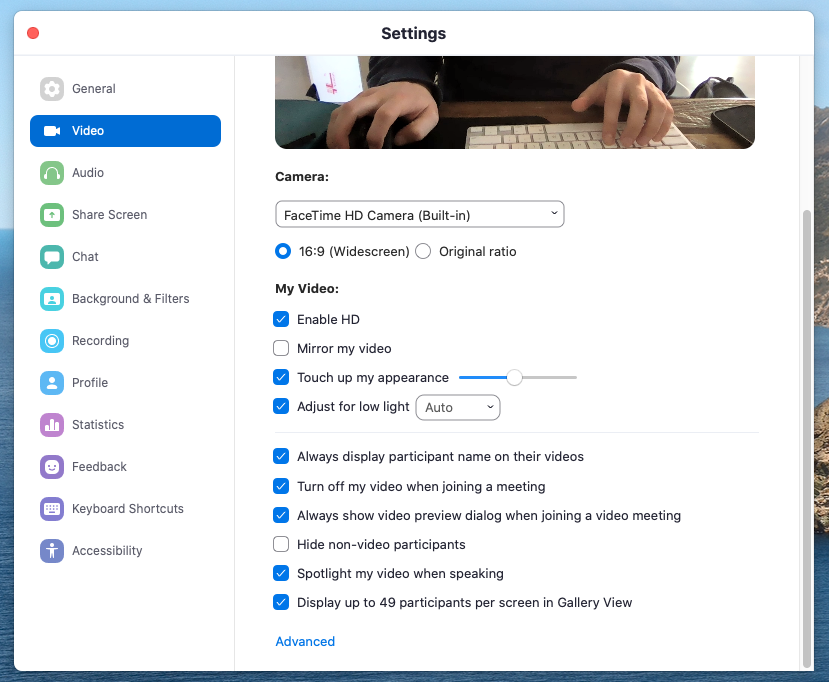 Settings
General
Video
Audio
Share Screen
Chat
Background & Filters
Recording
Profile
Statistics
Feedback
Keyboard Shortcuts
Accessibility
Camera:
FaceTime HD Camera (Built-in)
16:9 (Widescreen) Original ratio
My Video:
Enable HD
Mirror my video
Touch up my appearance
Adjust for low light Auto
Always display participant name on their videos
Turn off my video when joining a meeting
Always show video preview dialog when joining a video meeting
Hide non-video participants
Spotlight my video when speaking
Display up to 49 participants per screen in Gallery View
Advanced